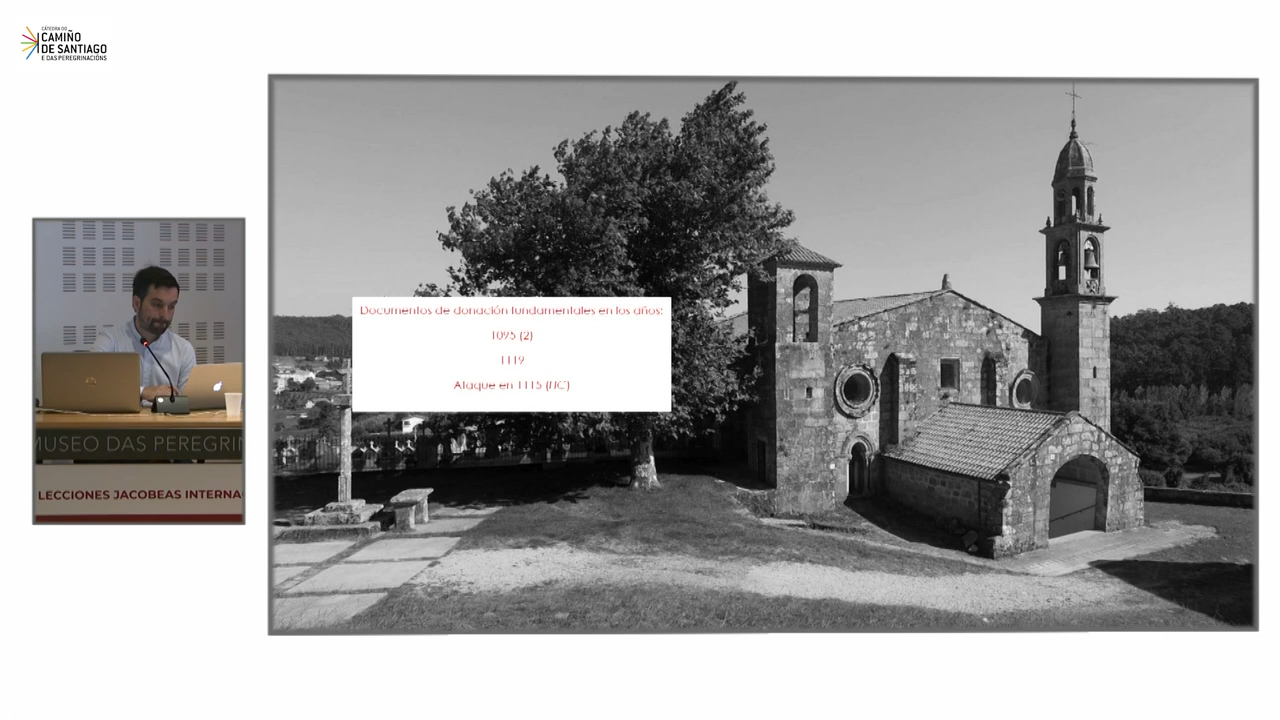 CÁTEDRA DO
CAMIÑO
DE SANTIAGO
E DAS PEREGRINACIÓNS
Documentos de donación fundamentales en los años:
1095 (2)
1119
Ataque en 1115 (HC)
MUSEO DAS PEREGRI
LECCIONES JACOBEAS INTERNA